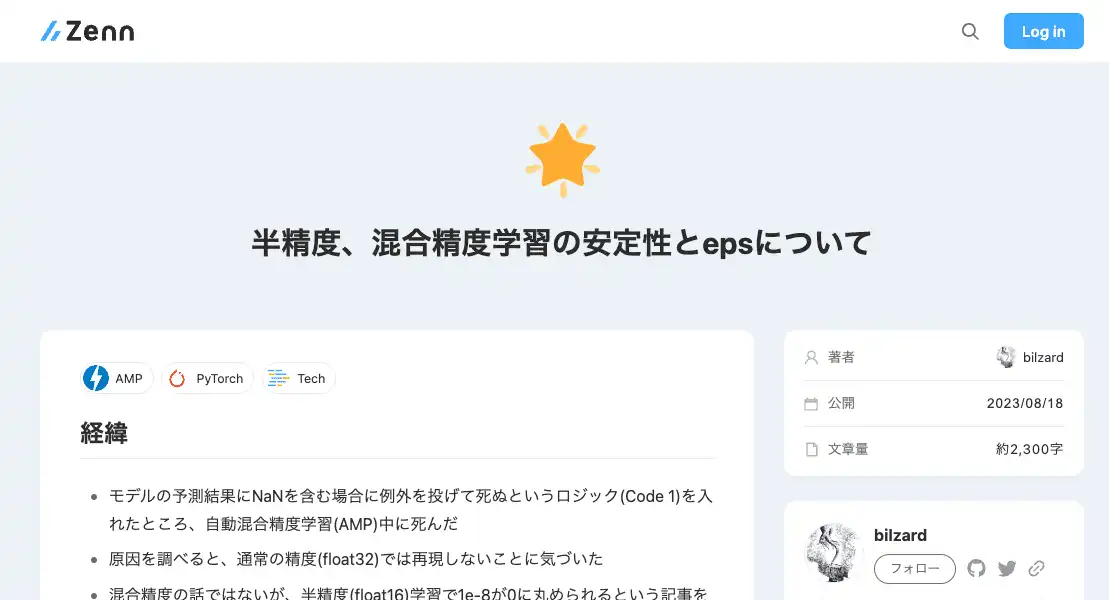 Zenn
Log in
半精度、混合精度学習の安定性とepsについて
AMP
PyTorch
Tech
経緯
モデルの予測結果にNaNを含む場合に例外を投げて死ぬというロジック(Code 1)を入
れたところ、自動混合精度学習(AMP)中に死んだ
原因を調べると、通常の精度(float32)では再現しないことに気づいた
混合精度の話ではないが、半精度(float16)学習で1e-8が0に丸められるという記事を
著者
bilzard
公開
2023/08/18
文章量
約2,300字
bilzard
フォロー